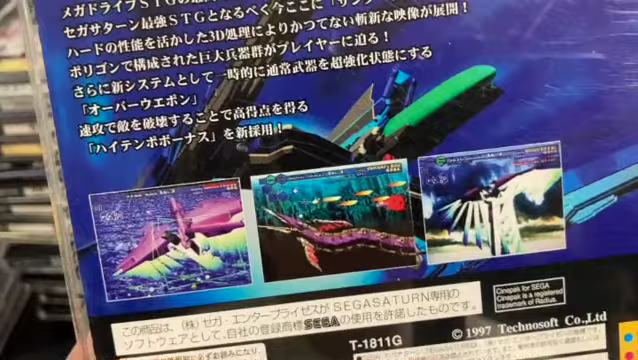 メガドライブSTGの最
セガサターン最強STGとなるべく今ここに「サン
ハードの性能を活かした3D処理によりかつてない斬新な映像が展開!
ポリゴンで構成された巨大兵器群がプレイヤーに迫る!
さらに新システムとして一時的に通常武器を超強化状態にする
「オーバーウエポン」
速攻で敵を破壊することで高得点を得る
「ハイテンポボーナス」を新採用!
Cinepak for SEGA
Cinepak is a registered
trademark of Radius.
この商品は、(株)セガ・エンタープライゼスがSEGASATURN専用の
ソフトウェアとして、自社の登録商標SEGAの使用を許諾したものです。
© 1997 Technosoft Co.,Ltd
T-1811G